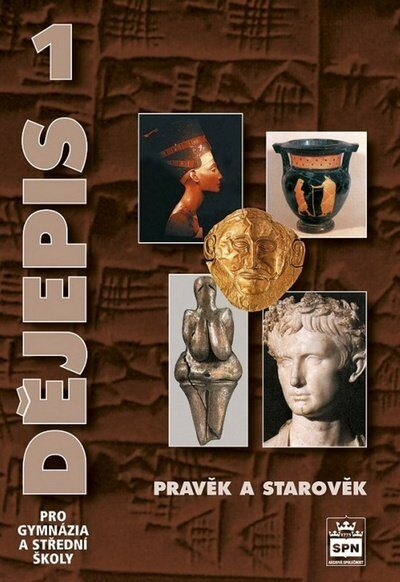 DĚJEPIS 1
PRO
GYMNÁZIA
A STŘEDNÍ
ŠKOLY
PRAVĚK A STAROVĚK
SPN